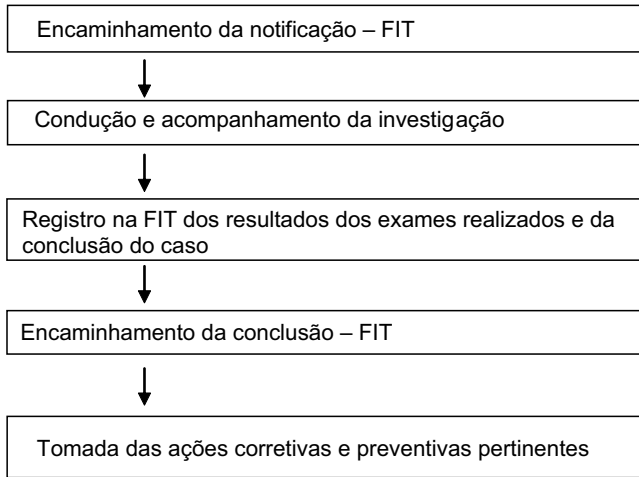 Encaminhamento da notificação – FIT
Condução e acompanhamento da investigação
Registro na FIT dos resultados dos exames realizados e da
conclusão do caso
Encaminhamento da conclusão – FIT
Tomada das ações corretivas e preventivas pertinentes